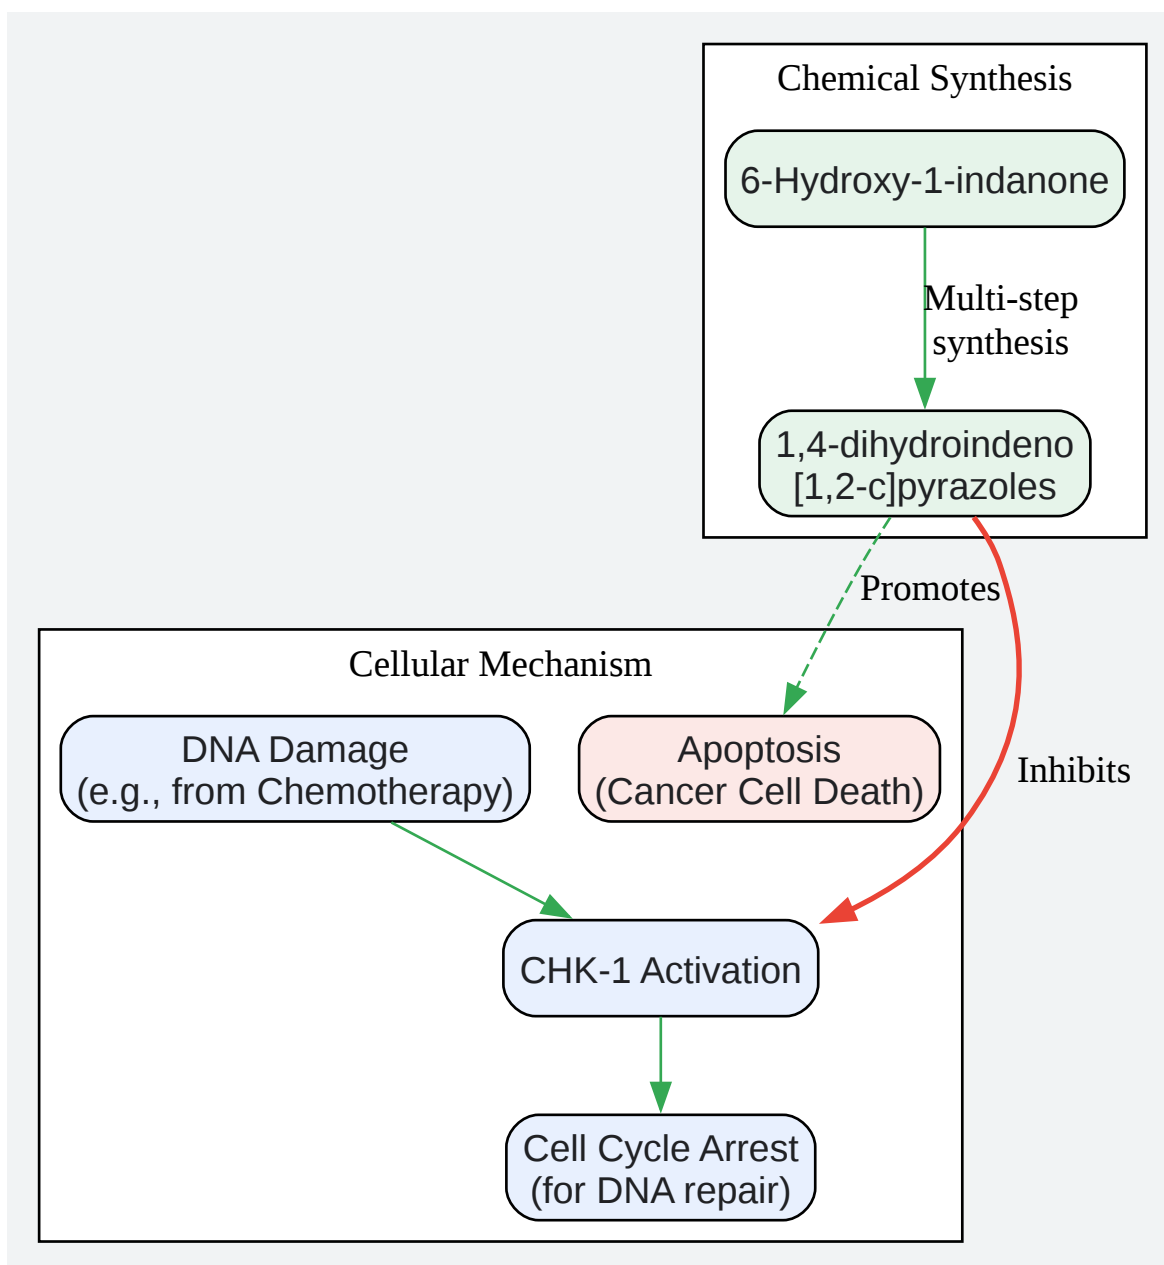 Chemical Synthesis
6-Hydroxy-1-indanone
Multi-step
synthesis
1,4-dihydroindeno
[1,2-c]pyrazoles
Promotes
Cellular Mechanism
DNA Damage
(e.g., from Chemotherapy)
Apoptosis
(Cancer Cell Death)
Inhibits
CHK-1 Activation
Cell Cycle Arrest
(for DNA repair)